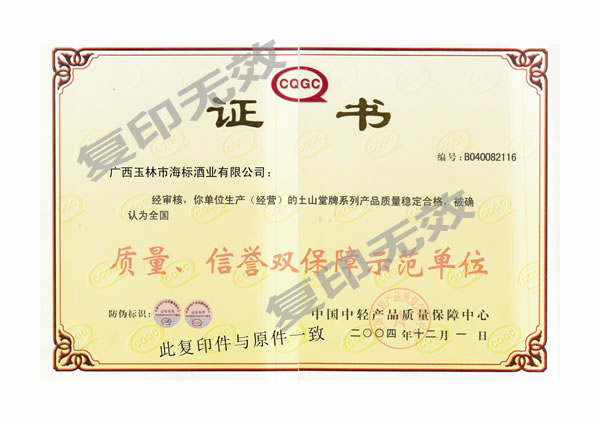 CQGC
证书
编号：B040082116
广西玉林市海标酒业有限公司：
经审核，你单位生产（经营）的土山堂牌系列产品质量稳定合格，被确
认为全国
质量、信誉双保障示范单位
防伪标识：
中国中轻产品质量保障中心
二〇〇四年十二月一日
此复印件与原件一致
复印无效
复印无效